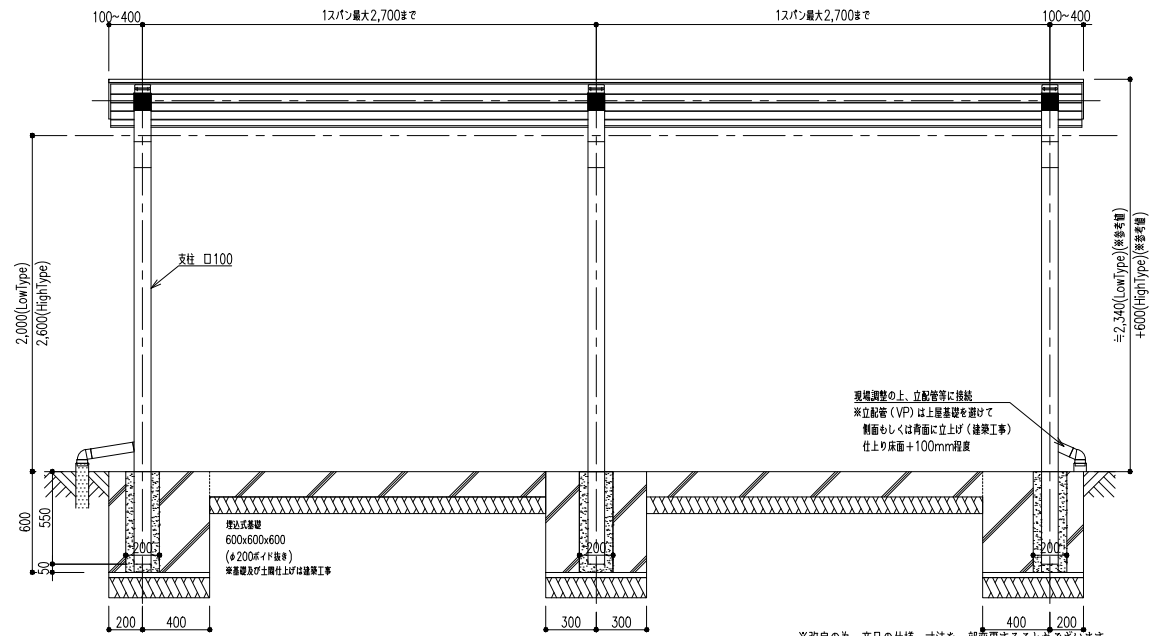 100~400
1スパン最大2,700まで
1スパン最大2,700まで
100~400
支柱 口100
2,000(LowType)
2,600(HighType)
≒2,340(LowType)(※参考値)
+600(HighType)(※参考値)
現場調整の上、立配管等に接続
※立配管(VP)は上屋基礎を避けて
側面もしくは背面に立上げ(建築工事)
仕上り床面+100mm程度
600
550
50
200
200
200
埋込式基礎
600x600x600
(φ200ボイド抜き)
※基礎及び土間仕上げは建築工事
200
400
300
300
400
200